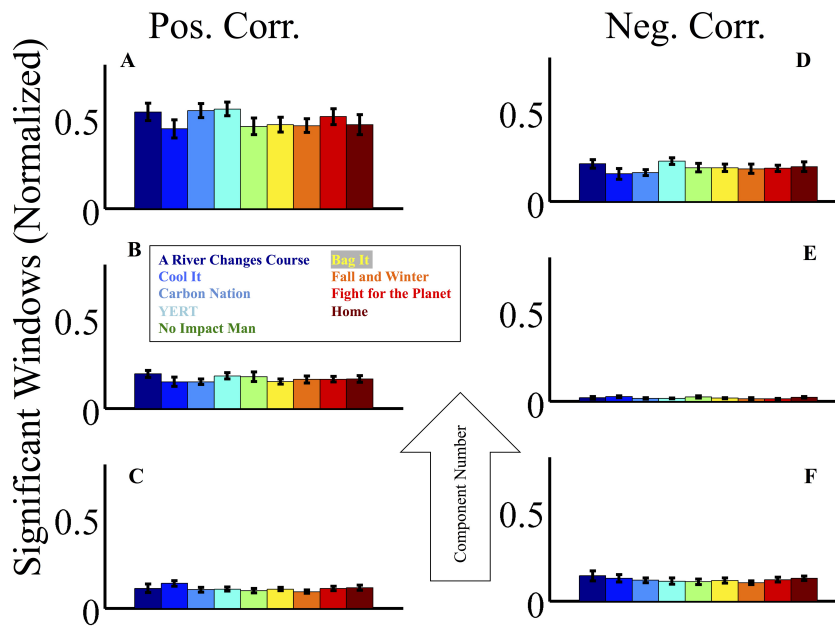 Pos. Corr.
Neg. Corr.
Significant Windows (Normalized)
A
0.5
0
D
0.5
0
B
0.5
0
A River Changes Course
Cool It
Carbon Nation
YERT
No Impact Man
Bag It
Fall and Winter
Fight for the Planet
Home
E
0.5
0
C
0.5
0
Component Number
F
0.5
0